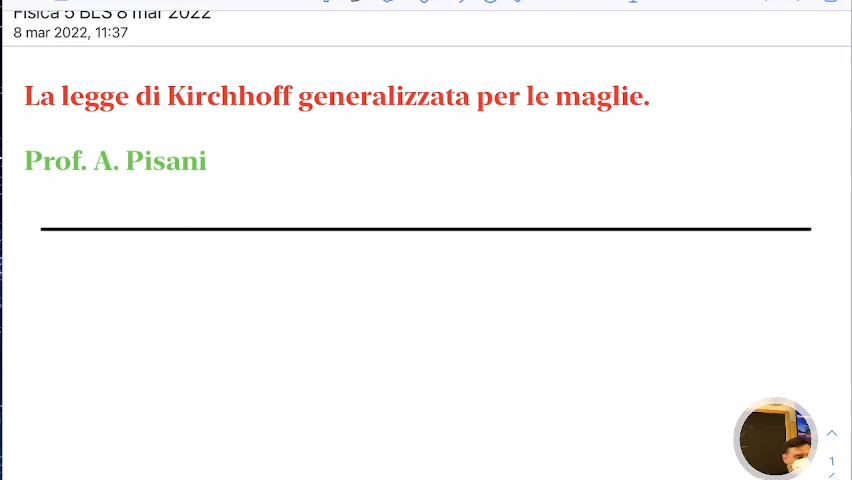 Fisica 5 BLS 8 mar 2022
8 mar 2022, 11:37
La legge di Kirchhoff generalizzata per le maglie.
Prof. A. Pisani
1